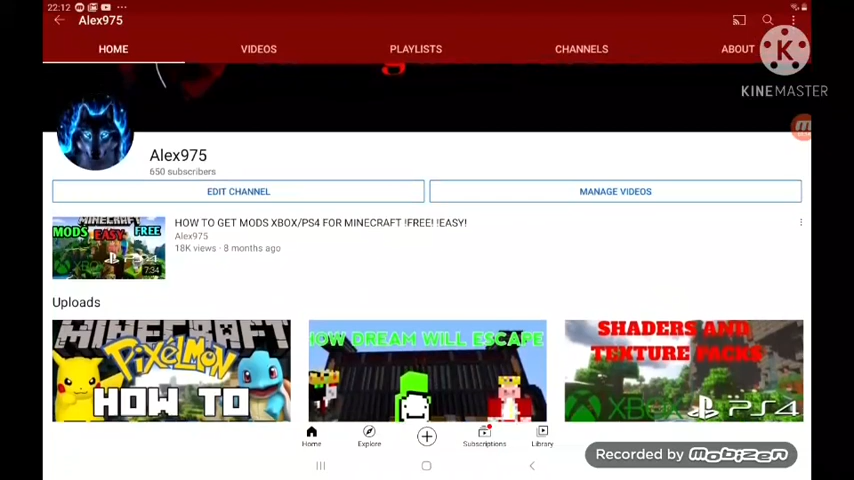 22:12
Alex975
HOME VIDEOS PLAYLISTS CHANNELS ABOUT
K
KINEMASTER
Alex975
650 subscribers
EDIT CHANNEL MANAGE VIDEOS
MINECRAFT
MODS EASY FREE
XBOX PS4
7:34
HOW TO GET MODS XBOX/PS4 FOR MINECRAFT !FREE! !EASY!
Alex975
18K views · 8 months ago
Uploads
MINECRAFT
PIXELMON
HOW TO
HOW DREAM WILL ESCAPE
SHADERS AND
TEXTURE PACKS
XBOX PS4
Home Explore Subscriptions Library
Recorded by mobizen